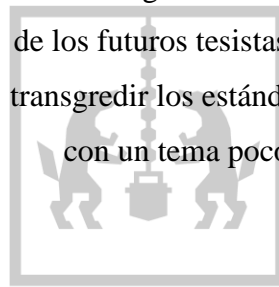 de los futuros tesistas
transgredir los estánd
con un tema poco